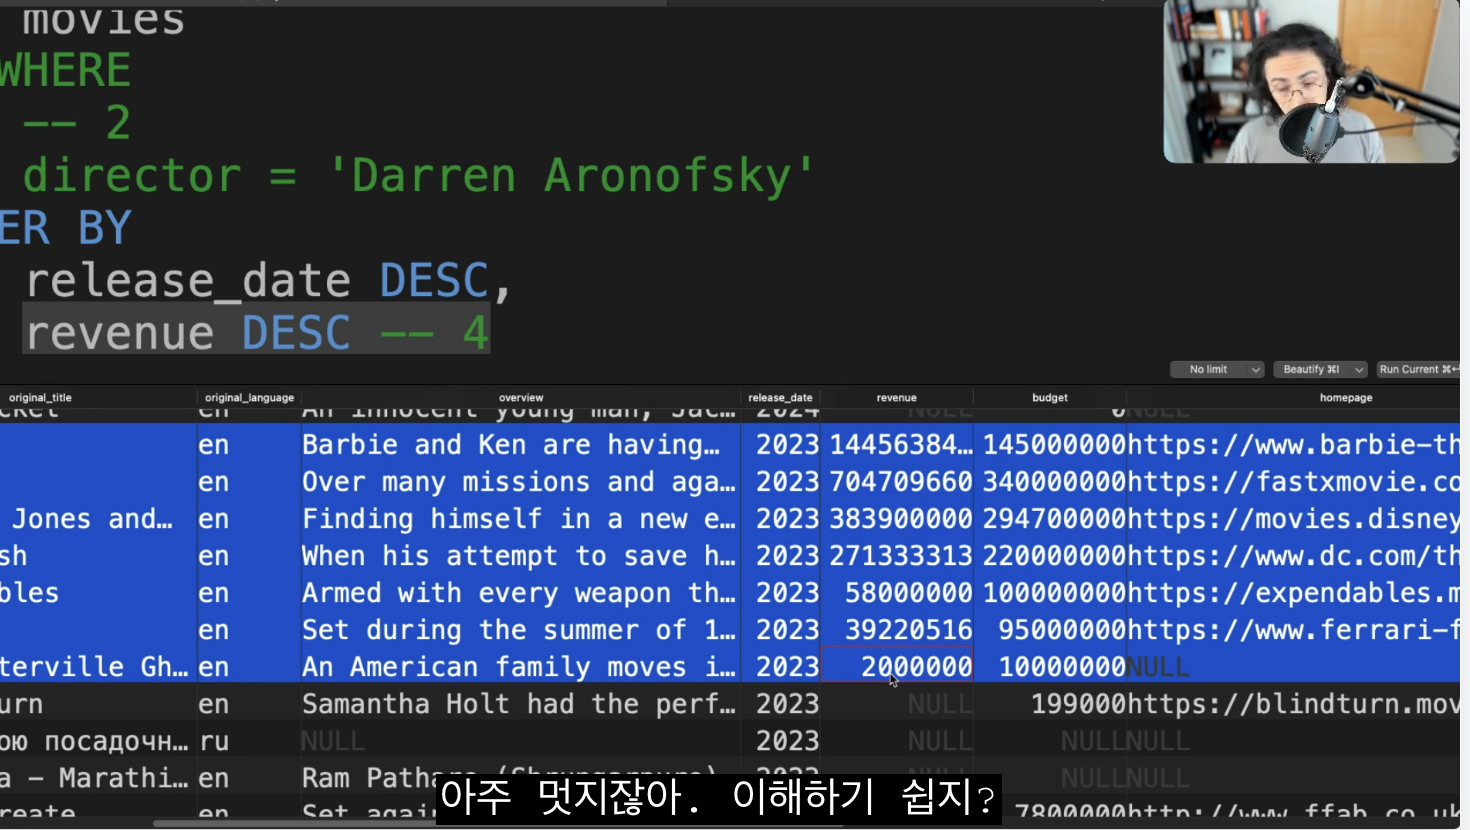 movies
WHERE
-- 2
director = 'Darren Aronofsky'
ER BY
release_date DESC,
revenue DESC -- 4
No limit Beautify ⌘I Run Current ⌘↩
original_title original_language overview release_date revenue budget homepage
cket en An innocent young man, Jac… 2024 NULL 0 NULL
en Barbie and Ken are having… 2023 14456384… 145000000 https://www.barbie-th
en Over many missions and aga… 2023 704709660 340000000 https://fastxmovie.co
Jones and… en Finding himself in a new e… 2023 383900000 294700000 https://movies.disney
sh en When his attempt to save h… 2023 271333313 220000000 https://www.dc.com/th
bles en Armed with every weapon th… 2023 58000000 100000000 https://expendables.m
en Set during the summer of 1… 2023 39220516 95000000 https://www.ferrari-f
terville Gh… en An American family moves i… 2023 2000000 10000000 NULL
urn en Samantha Holt had the perf… 2023 NULL 199000 https://blindturn.mov
ою посадочн… ru NULL 2023 NULL NULL NULL
a – Marathi… en Ram Pathare 2023 NULL NULL NULL
create en Set agai 7800000 http://www.ffab.co.uk
아주 멋지잖아. 이해하기 쉽지?